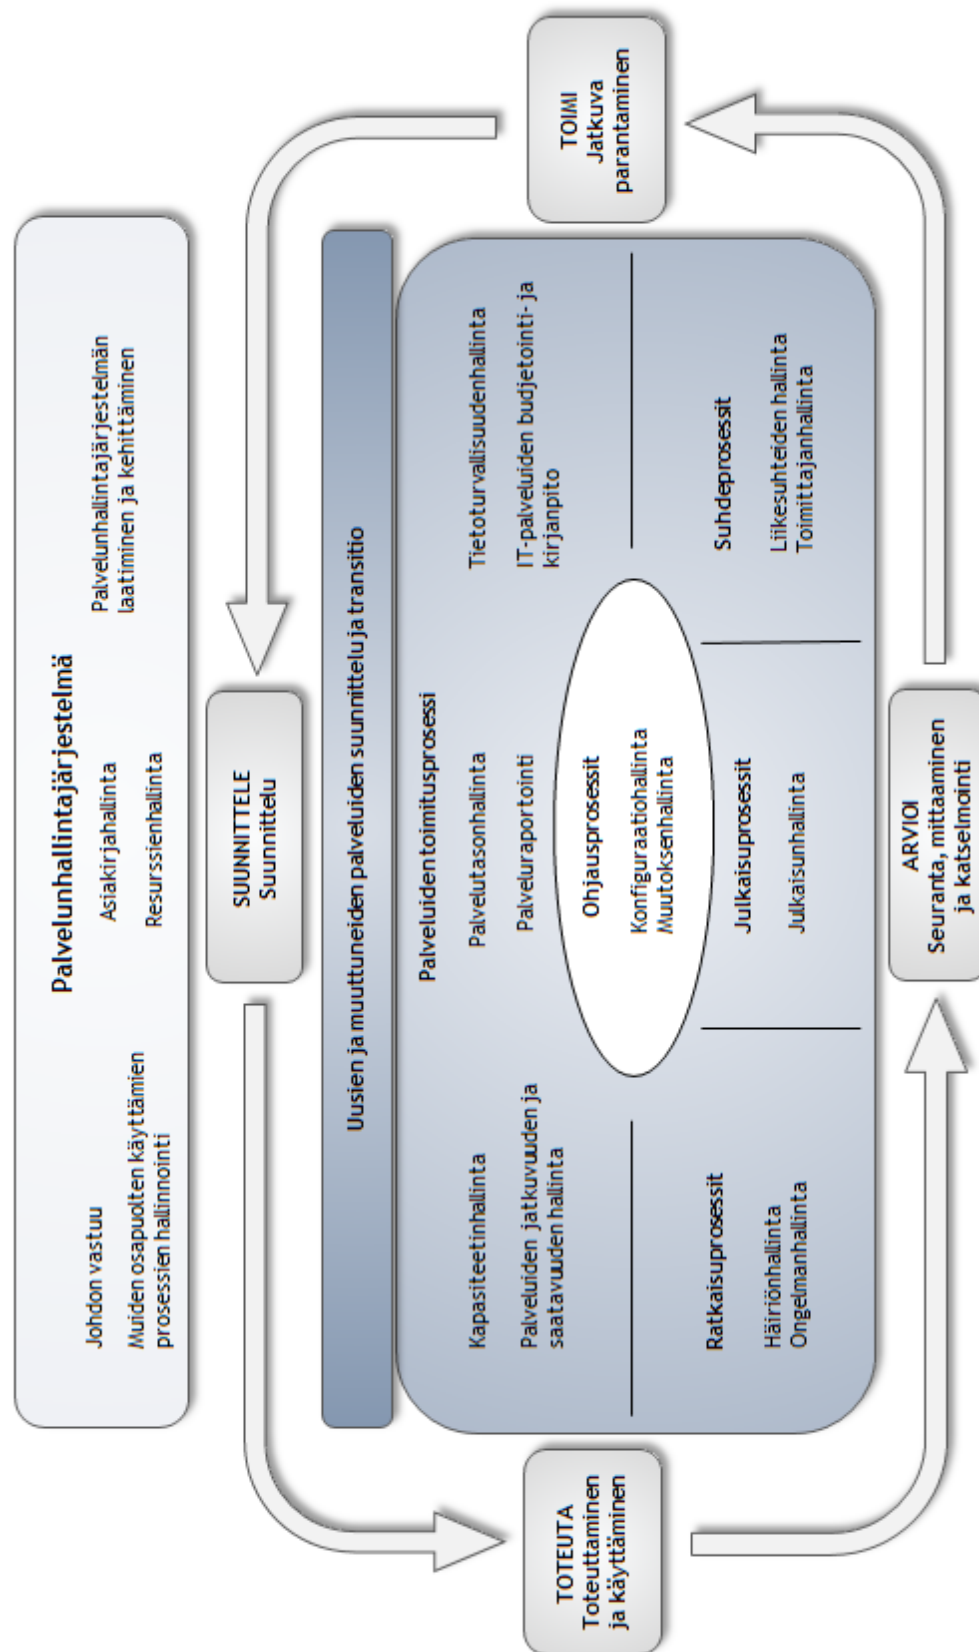 Palvelunhallintajärjestelmä
Johdon vastuu
Muiden osapuolten käyttämien
prosessien hallinnointi
Asiakirjahallinta
Resurssienhallinta
Palvelunhallintajärjestelmän
laatiminen ja kehittäminen
SUUNNITTELE
Suunnittelu
Uusien ja muuttuneiden palveluiden suunnittelu ja transitio
TOTEUTA
Toteuttaminen
ja käyttäminen
Palveluidentoimitusprosessi
Kapasiteetinhallinta
Palveluiden jatkuvuuden ja
saatavuuden hallinta
Palvelutasonhallinta
Palveluraportointi
Tietoturvallisuudenhallinta
IT-palveluiden budjetointi- ja
kirjanpito
Ohjausprosessit
Konfiguraatiohallinta
Muutoksenhallinta
Ratkaisuprosessit
Häiriönhallinta
Ongelmanhallinta
Julkaisuprosessit
Julkaisunhallinta
Suhdeprosessit
Liikesuhteiden hallinta
Toimittajanhallinta
TOIMI
Jatkuva
parantaminen
ARVIOI
Seuranta, mittaaminen
ja katselmointi